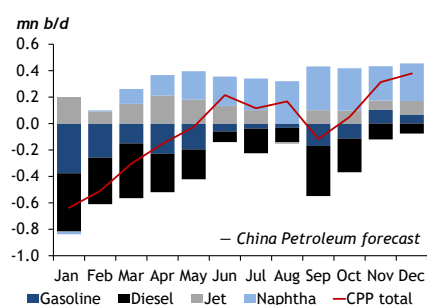 mn b/d
0.6
0.4
0.2
0.0
-0.2
-0.4
-0.6
-0.8
-1.0
— China Petroleum forecast
Jan Feb Mar Apr May Jun Jul Aug Sep Oct Nov Dec
Gasoline Diesel Jet Naphtha CPP total